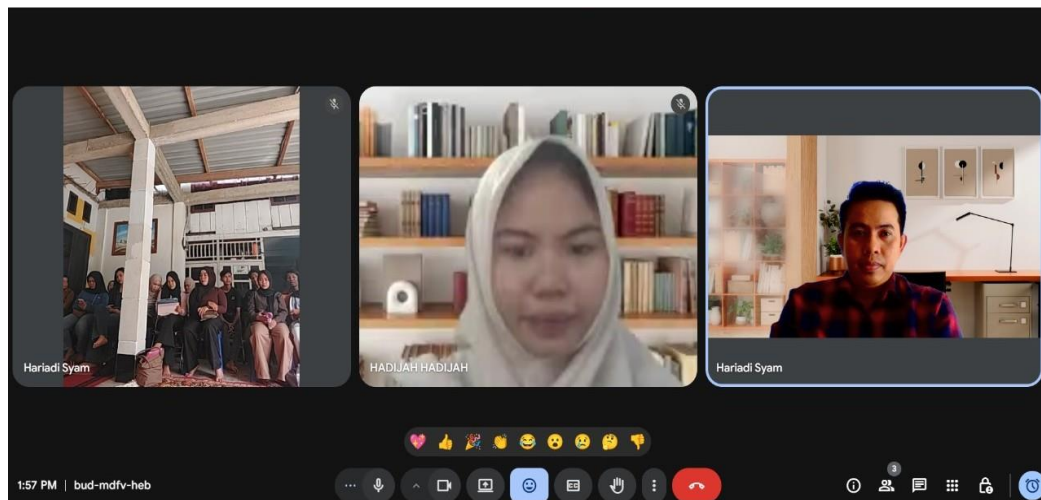 Hariadi Syam
HADIJAH HADIJAH
Hariadi Syam
3
1:57 PM | bud-mdfv-heb